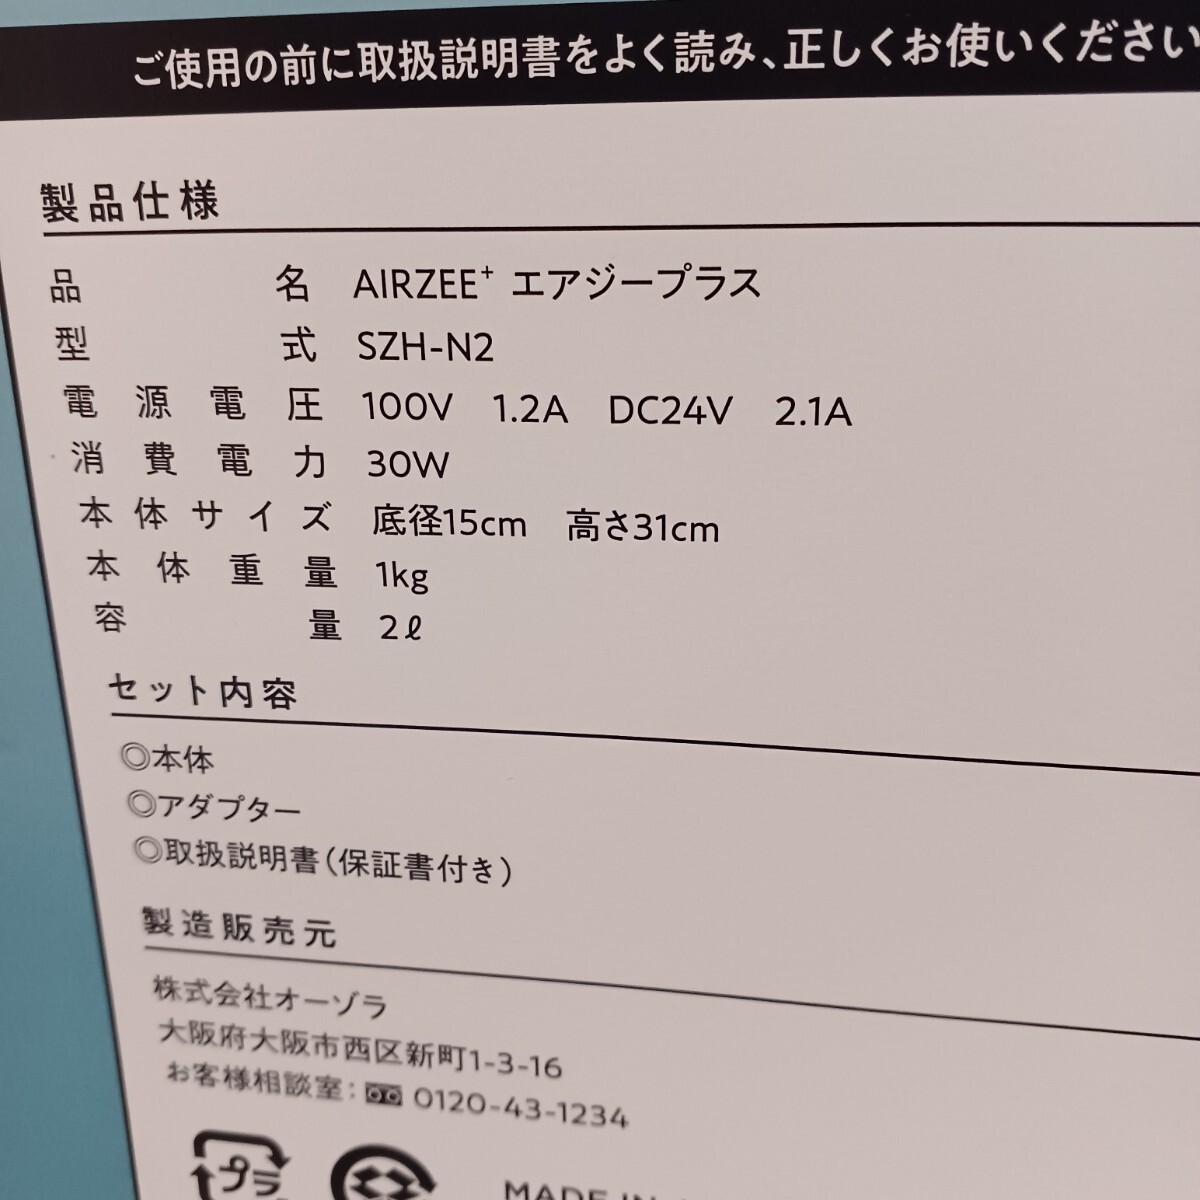 ご使用の前に取扱説明書をよく読み、正しくお使いください
製品仕様
品名 AIRZEE⁺ エアジープラス
型式 SZH-N2
電源電圧 100V 1.2A DC24V 2.1A
消費電力 30W
本体サイズ 底径15cm 高さ31cm
本体重量 1kg
容量 2ℓ
セット内容
◎本体
◎アダプター
◎取扱説明書(保証書付き)
製造販売元
株式会社オーゾラ
大阪府大阪市西区新町1-3-16
お客様相談室: 0120-43-1234
プラ
MADE IN